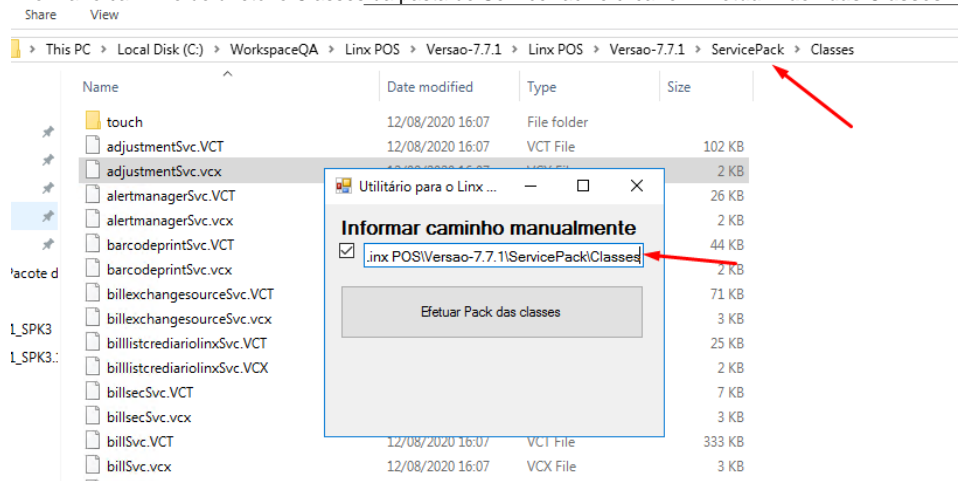 Share View
This PC > Local Disk (C:) > WorkspaceQA > Linx POS > Versao-7.7.1 > Linx POS > Versao-7.7.1 > ServicePack > Classes
Name Date modified Type Size
touch 12/08/2020 16:07 File folder
adjustmentSvc.VCT 12/08/2020 16:07 VCT File 102 KB
adjustmentSvc.vcx 2 KB
alertmanagerSvc.VCT 26 KB
alertmanagerSvc.vcx 2 KB
barcodeprintSvc.VCT 44 KB
barcodeprintSvc.vcx 2 KB
billexchangesourceSvc.VCT 71 KB
billexchangesourceSvc.vcx 3 KB
billlistcrediariolinxSvc.VCT 25 KB
billlistcrediariolinxSvc.VCX 2 KB
billsecSvc.VCT 7 KB
billsecSvc.vcx 3 KB
billSvc.VCT 12/08/2020 16:07 VCT File 333 KB
billSvc.vcx 12/08/2020 16:07 VCX File 3 KB
Pacote d
1_SPK3
1_SPK3.:
Utilitário para o Linx ...
Informar caminho manualmente
.inx POS\Versao-7.7.1\ServicePack\Classes
Efetuar Pack das classes